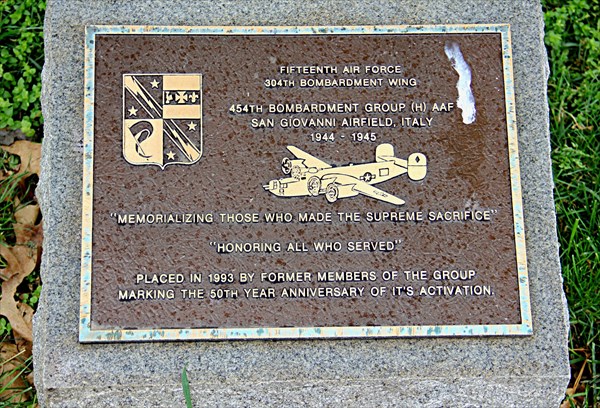 FIFTEENTH AIR FORCE
304TH BOMBARDMENT WING
454TH BOMBARDMENT GROUP (H) AAF
SAN GIOVANNI AIRFIELD, ITALY
1944 - 1945
"MEMORIALIZING THOSE WHO MADE THE SUPREME SACRIFICE"
"HONORING ALL WHO SERVED"
PLACED IN 1993 BY FORMER MEMBERS OF THE GROUP
MARKING THE 50TH YEAR ANNIVERSARY OF IT'S ACTIVATION.